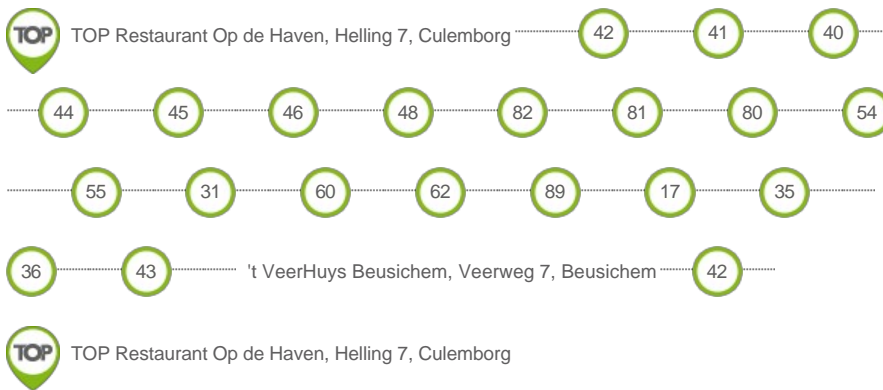 TOP TOP Restaurant Op de Haven, Helling 7, Culemborg 42 41 40
44 45 46 48 82 81 80 54
55 31 60 62 89 17 35
36 43 't VeerHuys Beusichem, Veerweg 7, Beusichem 42
TOP TOP Restaurant Op de Haven, Helling 7, Culemborg